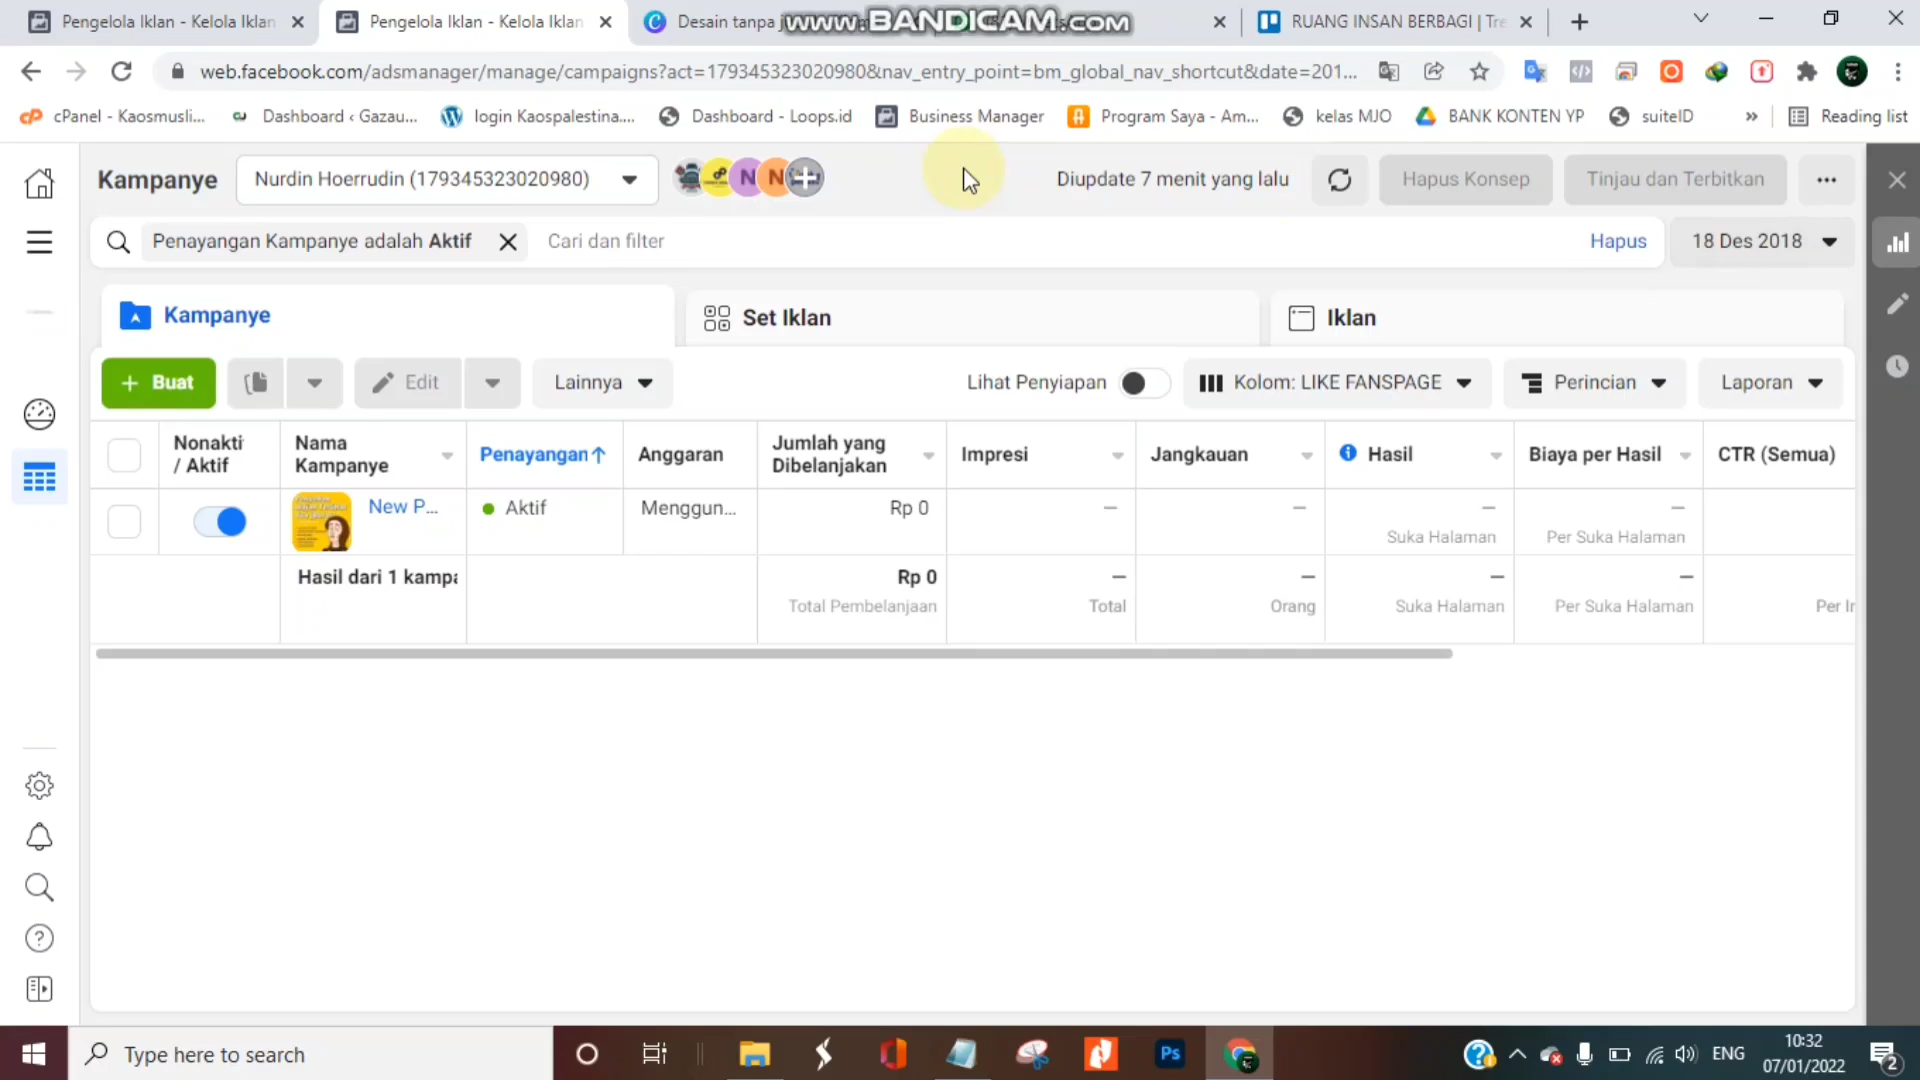 Pengelola Iklan - Kelola Iklan
Pengelola Iklan - Kelola Iklan
Desain tanpa
www.BANDICAM.com
RUANG INSAN BERBAGI | Tre
web.facebook.com/adsmanager/manage/campaigns?act=179345323020980&nav_entry_point=bm_global_nav_shortcut&date=201...
cPanel - Kaosmusli...
Dashboard ‹ Gazau...
login Kaospalestina....
Dashboard - Loops.id
Business Manager
Program Saya - Am...
kelas MJO
BANK KONTEN YP
suiteID
»
Reading list
Kampanye
Nurdin Hoerrudin (179345323020980)
N
N
Diupdate 7 menit yang lalu
Hapus Konsep
Tinjau dan Terbitkan
Penayangan Kampanye adalah Aktif
Cari dan filter
Hapus
18 Des 2018
Kampanye
Set Iklan
Iklan
+ Buat
Edit
Lainnya
Lihat Penyiapan
Kolom: LIKE FANSPAGE
Perincian
Laporan
Nonakti
/ Aktif
Nama
Kampanye
Penayangan
Anggaran
Jumlah yang
Dibelanjakan
Impresi
Jangkauan
Hasil
Biaya per Hasil
CTR (Semua)
New P...
Aktif
Menggun...
Rp 0
—
—
—
Suka Halaman
—
Per Suka Halaman
Hasil dari 1 kampa
Rp 0
Total Pembelanjaan
—
Total
—
Orang
—
Suka Halaman
—
Per Suka Halaman
Per Ir
Type here to search
Ps
ENG
10:32
07/01/2022
2